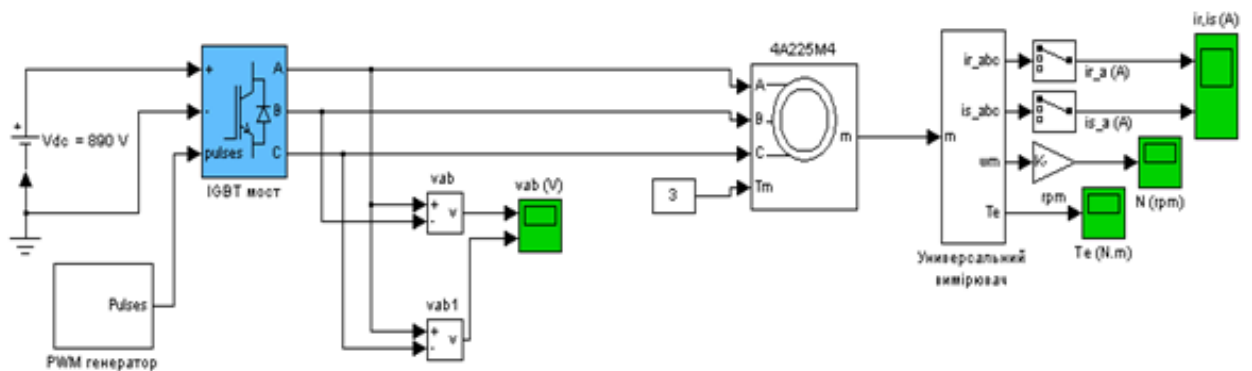 ir,is (A)
4A225M4
+
A
ir_abc
ir_a (A)
A
+
-
B
B
is_abc
is_a (A)
m
m
Vdc = 890 V
pulses
C
C
wm
IGBT мост
vab
vab (V)
3
Tm
rpm
N (rpm)
+
-
v
Te
Te (N.m)
Универсальний
вимірювач
Pulses
vab1
+
-
v
PWM генератор